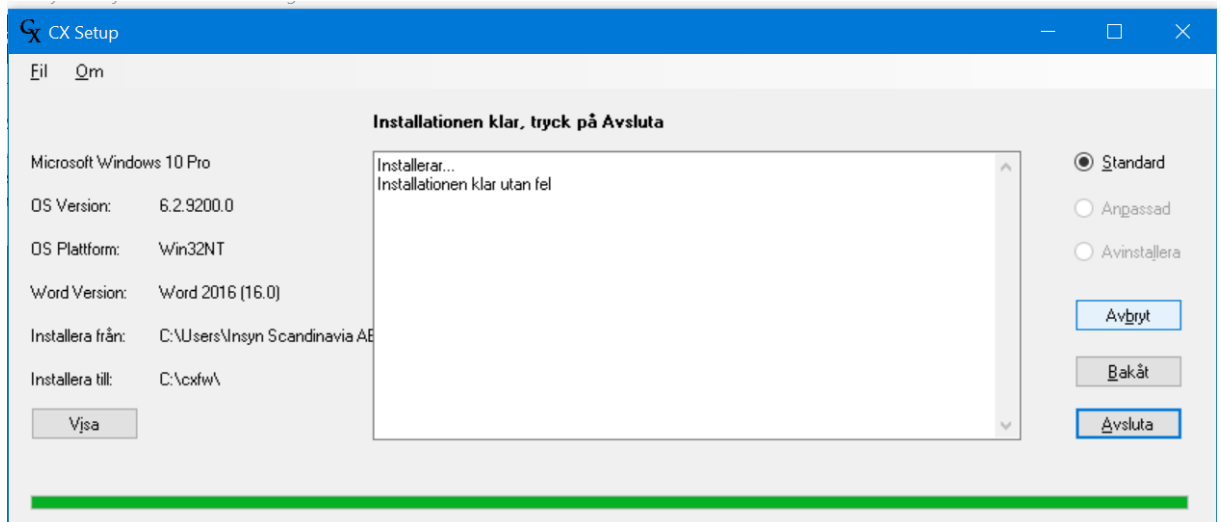 CX CX Setup
Fil Om
Installationen klar, tryck på Avsluta
Microsoft Windows 10 Pro
OS Version: 6.2.9200.0
OS Plattform: Win32NT
Word Version: Word 2016 (16.0)
Installera från: C:\Users\Insyn Scandinavia AB
Installera till: C:\cxfw\
Visa
Installerar...
Installationen klar utan fel
Standard
Anpassad
Avinstallera
Avbryt
Bakåt
Avsluta